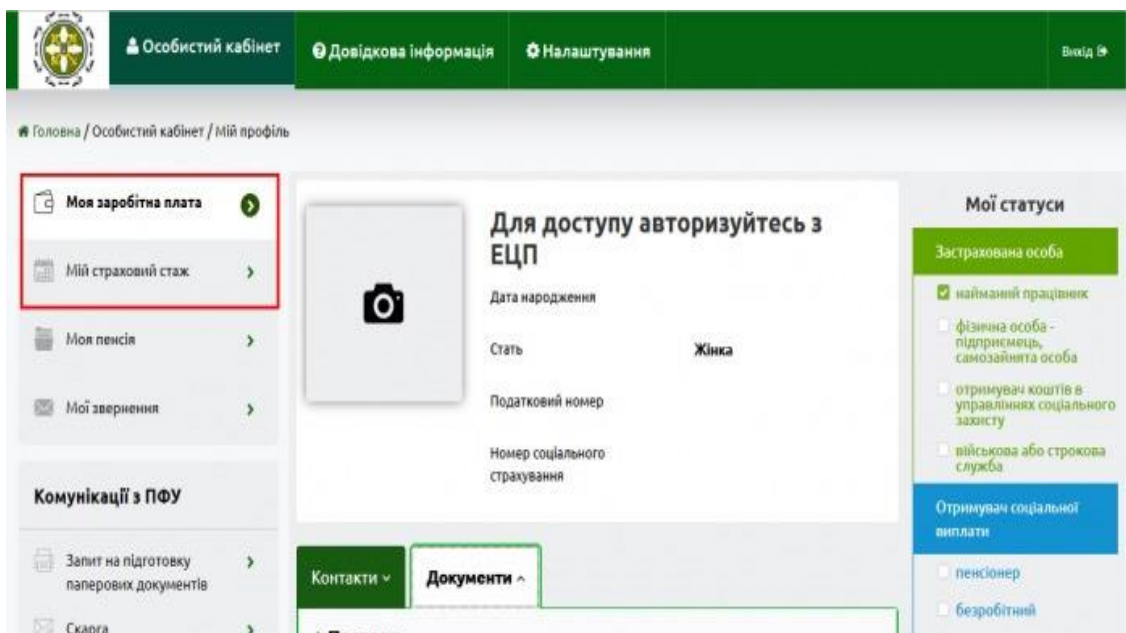 Особистий кабінет
Довідкова інформація
Налаштування
Вихід
Головна / Особистий кабінет / Мій профіль
Моя заробітна плата
Мій страховий стаж
Моя пенсія
Мої звернення
Комунікації з ПФУ
Запит на підготовку
паперових документів
Скарга
Для доступу авторизуйтесь з
ЕЦП
Дата народження
Стать
Жінка
Податковий номер
Номер соціального
страхування
Контакти
Документи
Мої статуси
Застрахована особа
найманий працівник
фізична особа -
підприємець,
самозайнята особа
отримувач коштів в
управліннях соціального
захисту
військова або строкова
служба
Отримувач соціальної
виплати
пенсіонер
безробітний